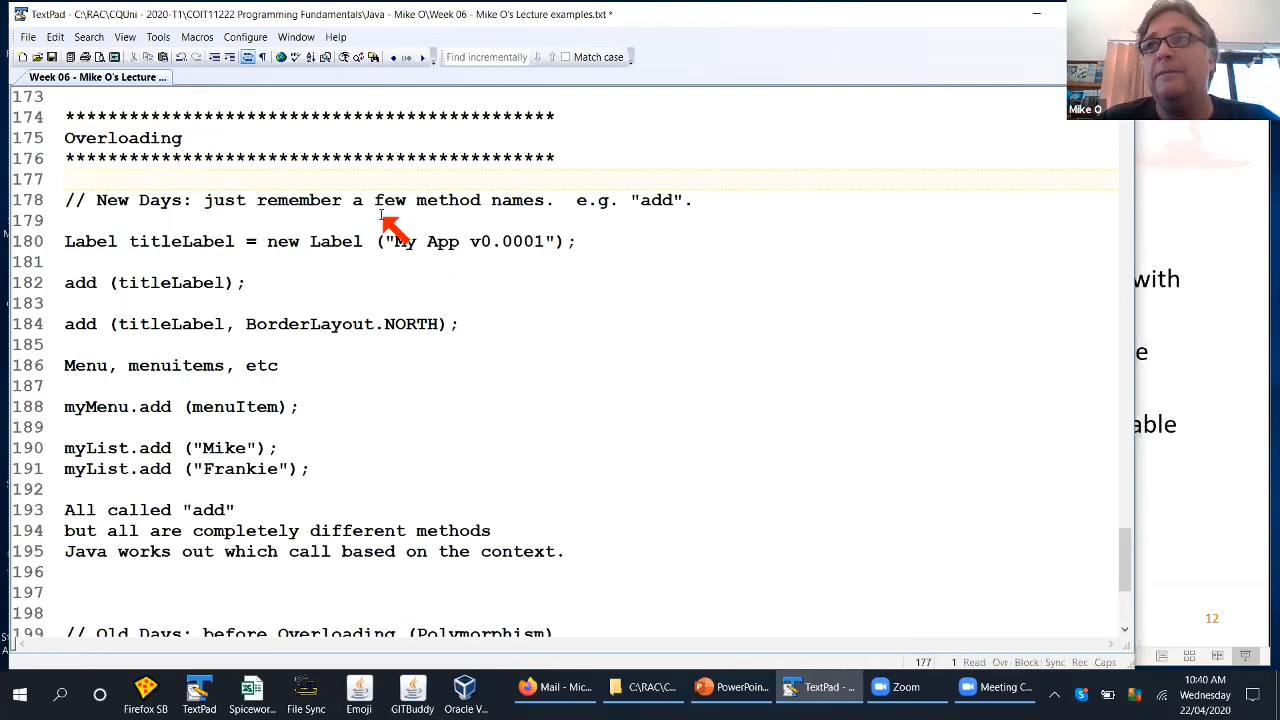 TextPad - C:\RAC\CQUni - 2020-T1\COIT11222 Programming Fundamentals\Java - Mike O\Week 06 - Mike O's Lecture examples.txt *
File Edit Search View Tools Macros Configure Window Help
Find incrementally Match case
Week 06 - Mike O's Lecture ...
Mike O
173
174 **********************************************
175 Overloading
176 **********************************************
177
178 // New Days: just remember a few method names.  e.g. "add".
179
180 Label titleLabel = new Label ("My App v0.0001");
181
182 add (titleLabel);
183
184 add (titleLabel, BorderLayout.NORTH);
185
186 Menu, menuitems, etc
187
188 myMenu.add (menuItem);
189
190 myList.add ("Mike");
191 myList.add ("Frankie");
192
193 All called "add"
194 but all are completely different methods
195 Java works out which call based on the context.
196
197
198
199 // Old Days: before Overloading (Polymorphism)
with
e
able
12
177 1 Read Ovr Block Sync Rec Caps
Firefox SB TextPad Spicewor... File Sync Emoji GITBuddy Oracle V...
Mail - Mic... C:\RAC\C... PowerPoin... TextPad - ... Zoom Meeting C...
10:40 AM
Wednesday
22/04/2020